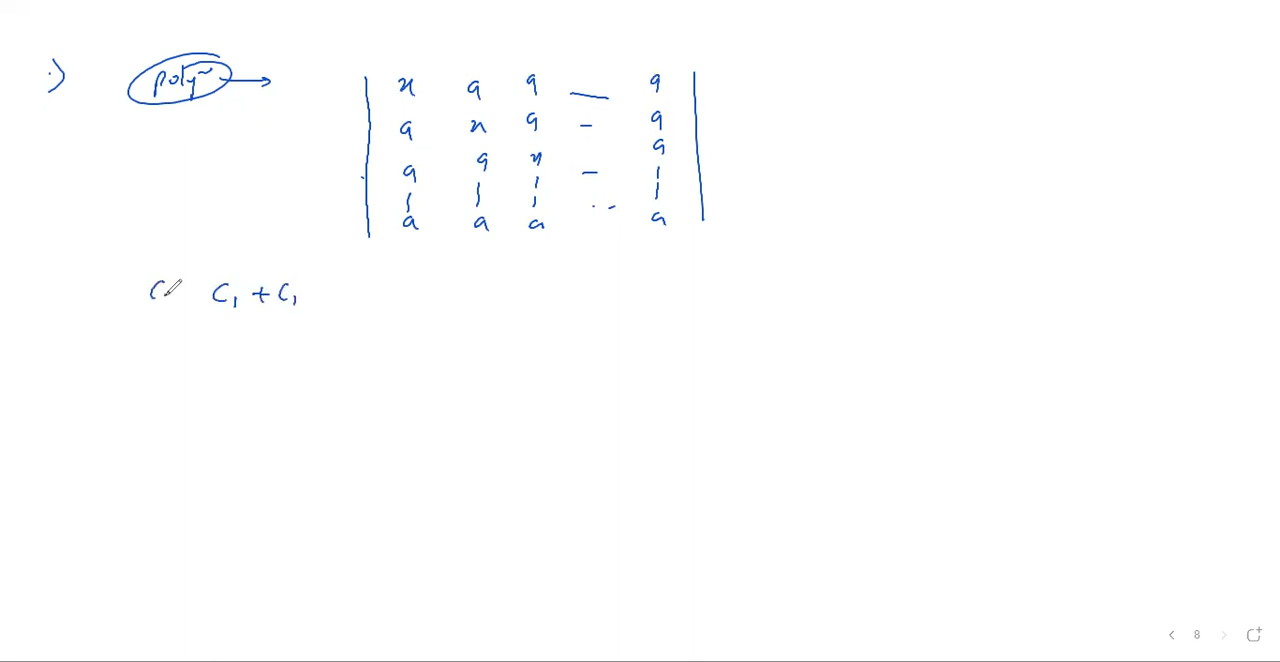 .) poly~ →
| x a a — a |
a x a - a
a a x - a
a a a .. a
C C₁ + C₁
8